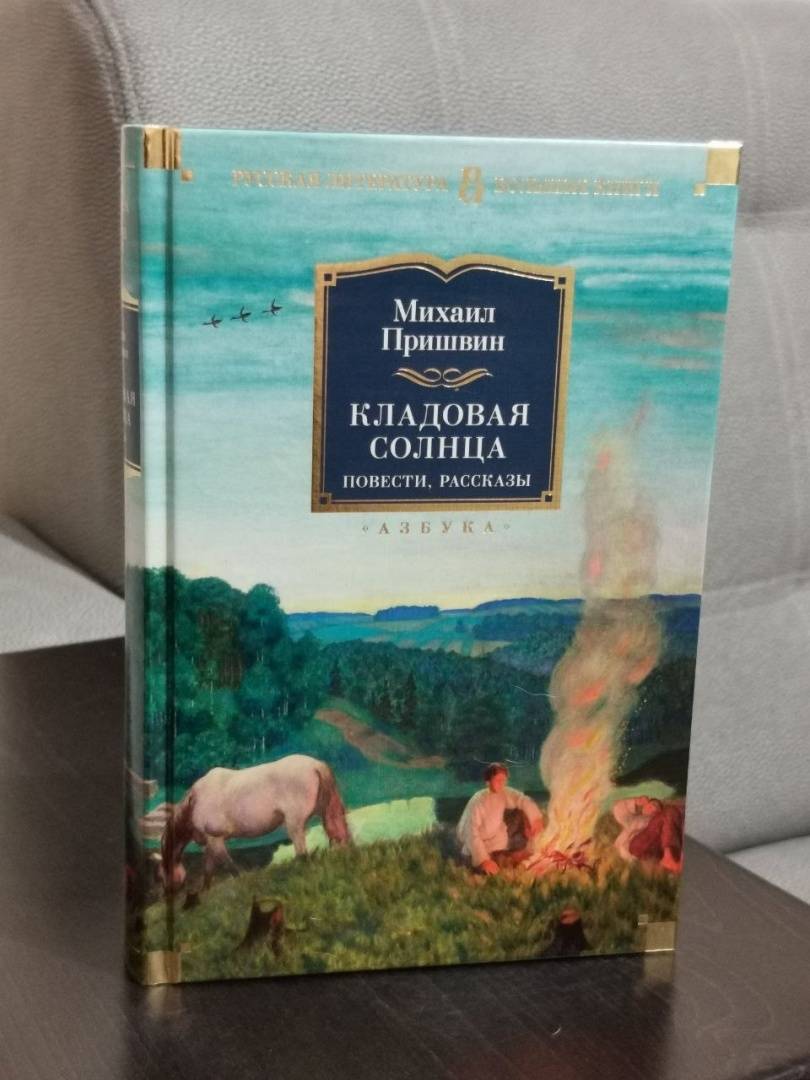 РУССКАЯ ЛИТЕРАТУРА БОЛЬШИЕ КНИГИ
Михаил
Пришвин
КЛАДОВАЯ
СОЛНЦА
ПОВЕСТИ, РАССКАЗЫ
«АЗБУКА»